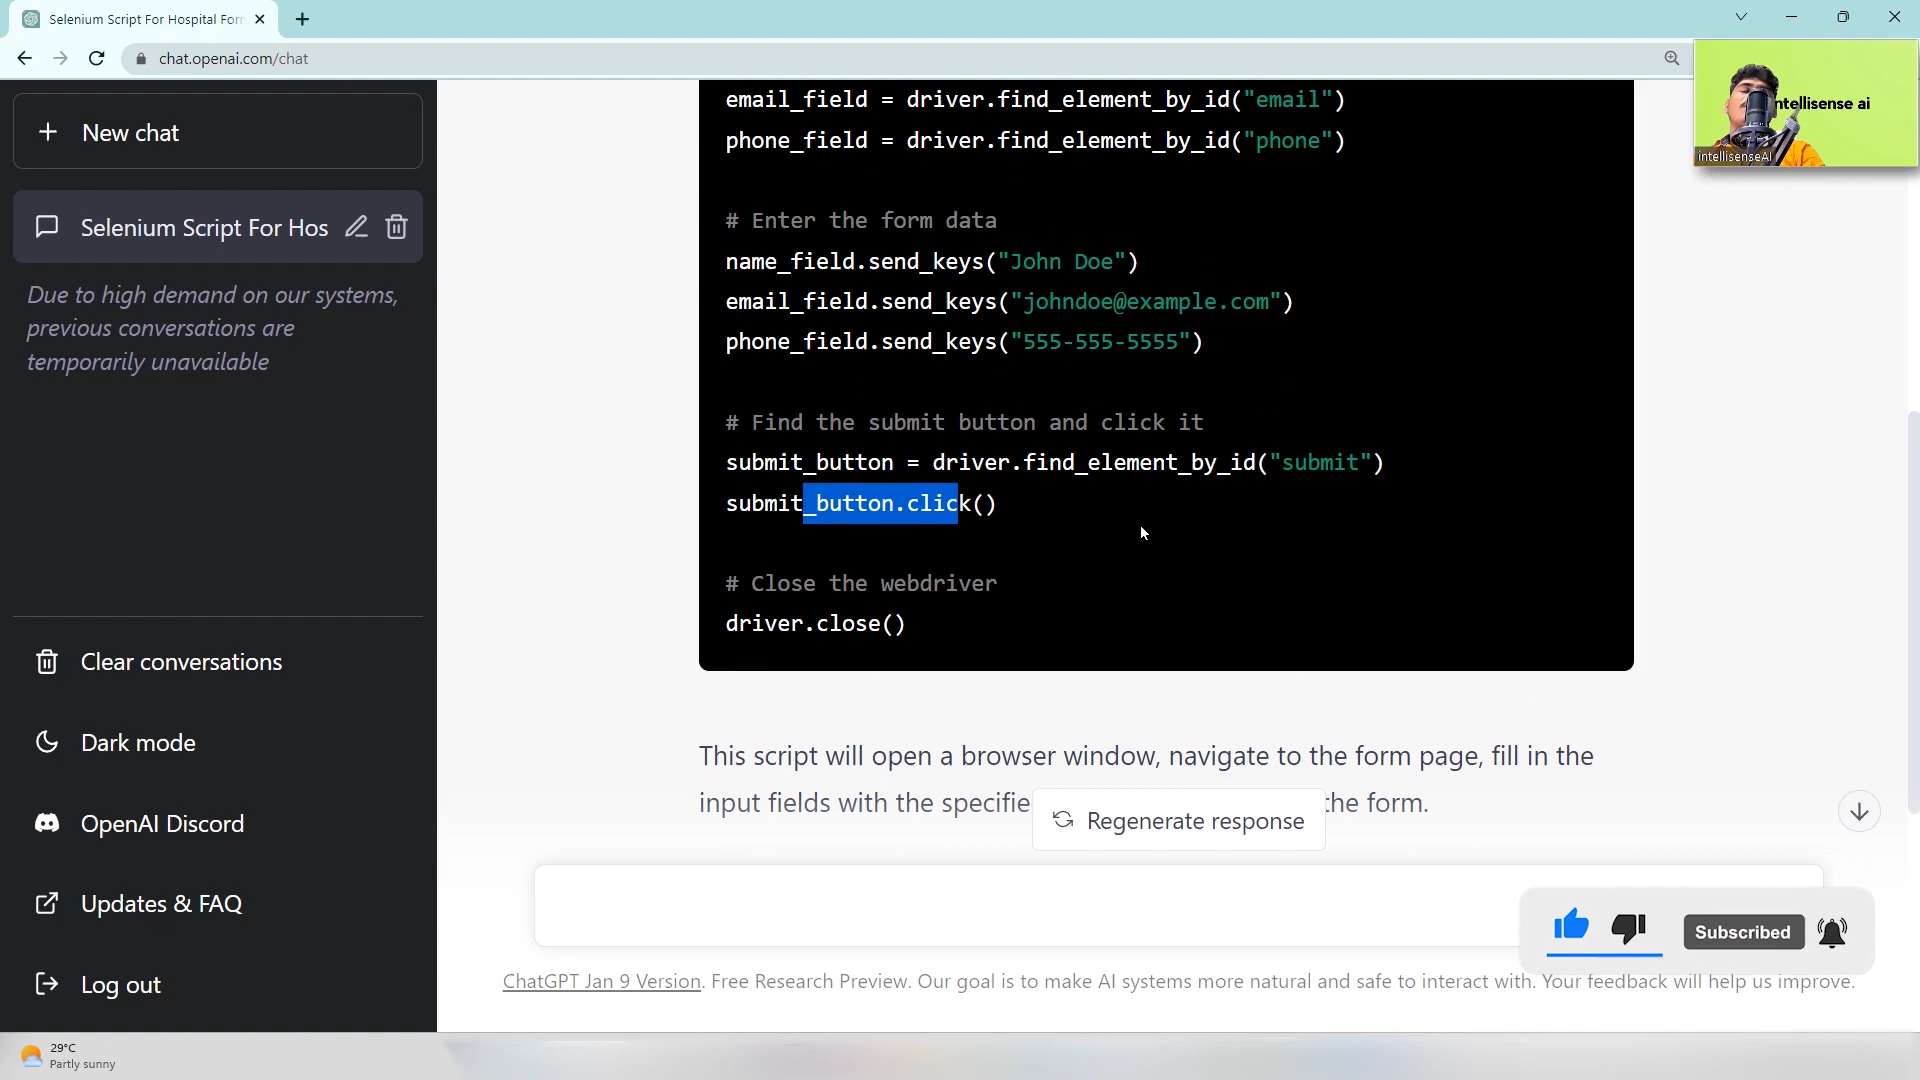 Selenium Script For Hospital Form
chat.openai.com/chat
ntellisense ai
intellisenseAI
New chat
Selenium Script For Hos
Due to high demand on our systems,
previous conversations are
temporarily unavailable
Clear conversations
Dark mode
OpenAI Discord
Updates & FAQ
Log out
email_field = driver.find_element_by_id("email")
phone_field = driver.find_element_by_id("phone")
# Enter the form data
name_field.send_keys("John Doe")
email_field.send_keys("johndoe@example.com")
phone_field.send_keys("555-555-5555")
# Find the submit button and click it
submit_button = driver.find_element_by_id("submit")
submit_button.click()
# Close the webdriver
driver.close()
This script will open a browser window, navigate to the form page, fill in the
input fields with the specifie the form.
Regenerate response
Subscribed
ChatGPT Jan 9 Version. Free Research Preview. Our goal is to make AI systems more natural and safe to interact with. Your feedback will help us improve.
29°C
Partly sunny